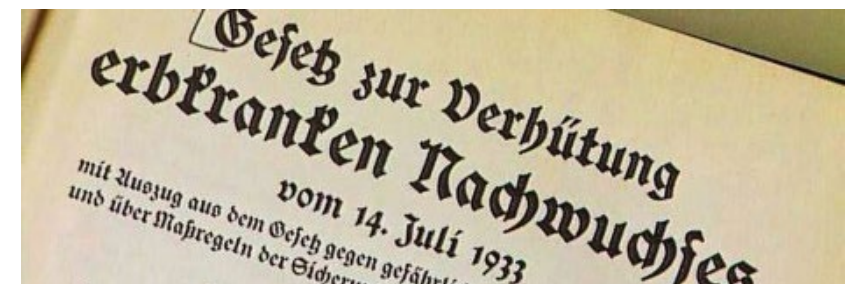 Gesetz zur Verhütung
erbkranken Nachwuchses
vom 14. Juli 1933
mit Auszug aus dem Gesetz gegen
und über Maßregeln der